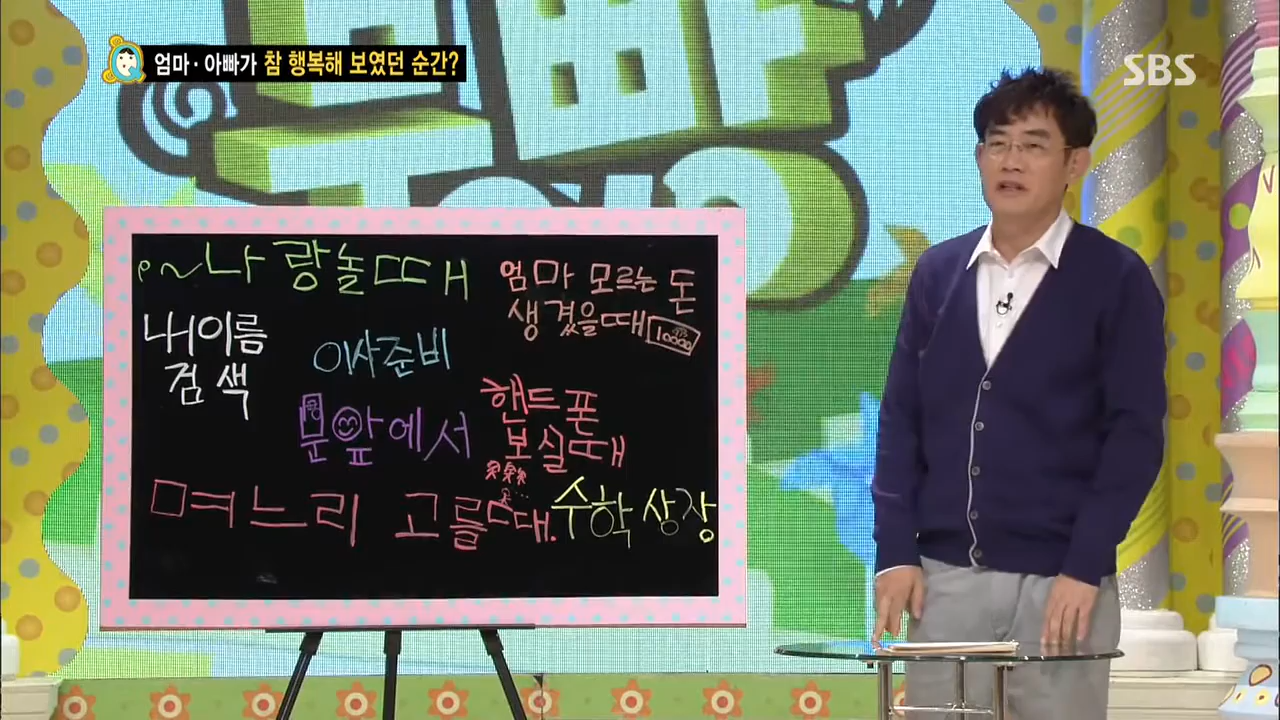 엄마·아빠가 참 행복해 보였던 순간?
SBS
나랑놀때
엄마 모르는 돈
생겼을때
10000
내이름
검색
이사준비
핸드폰
보실때
문앞에서
며느리 고를때.
수학상장